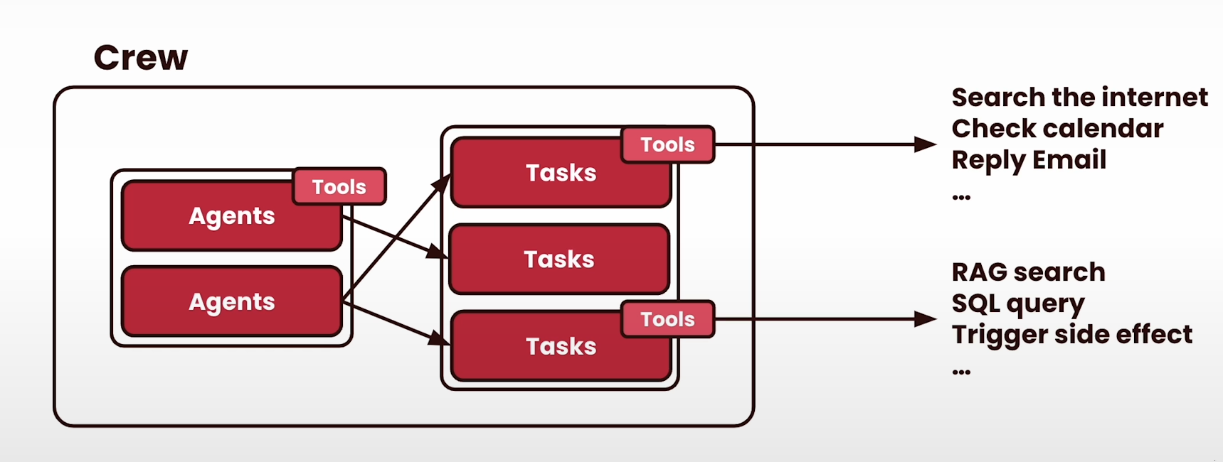 Crew
Tools
Agents
Agents
Tools
Tasks
Tasks
Tools
Tasks
Search the internet
Check calendar
Reply Email
...
RAG search
SQL query
Trigger side effect
...